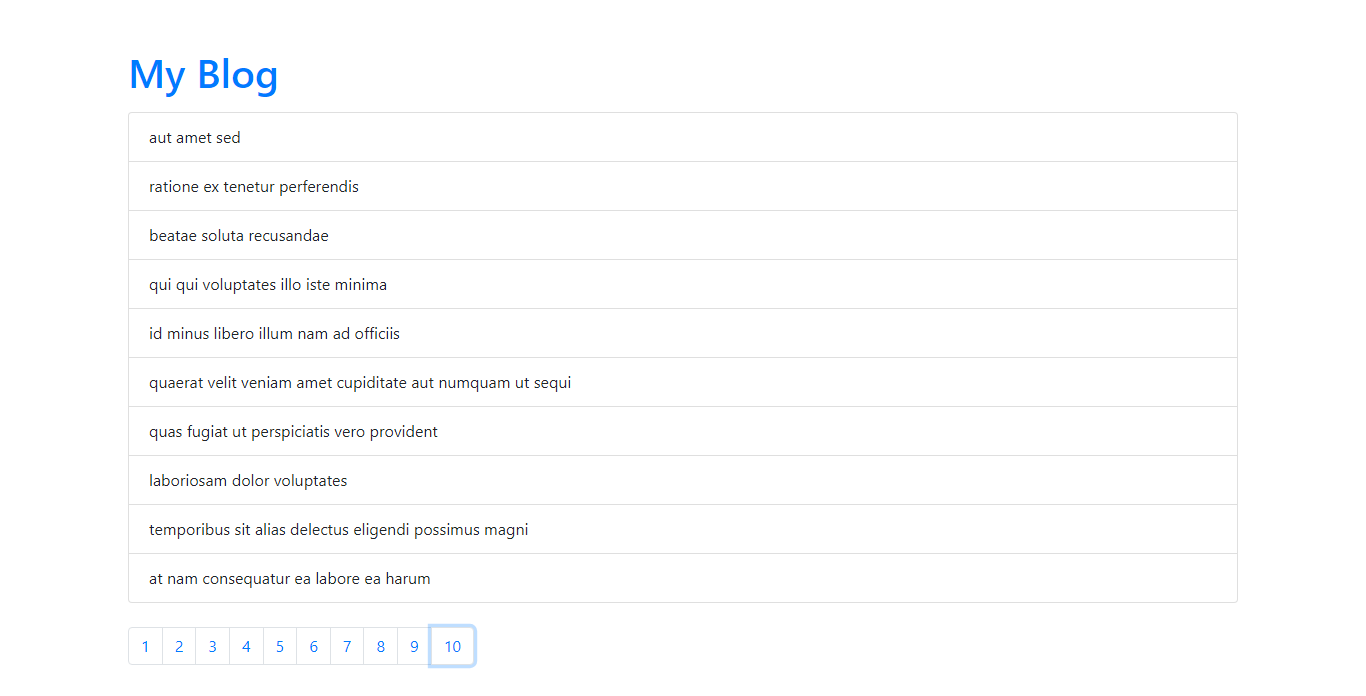 My Blog
aut amet sed
ratione ex tenetur perferendis
beatae soluta recusandae
qui qui voluptates illo iste minima
id minus libero illum nam ad officiis
quaerat velit veniam amet cupiditate aut numquam ut sequi
quas fugiat ut perspiciatis vero provident
laboriosam dolor voluptates
temporibus sit alias delectus eligendi possimus magni
at nam consequatur ea labore ea harum
1 2 3 4 5 6 7 8 9 10